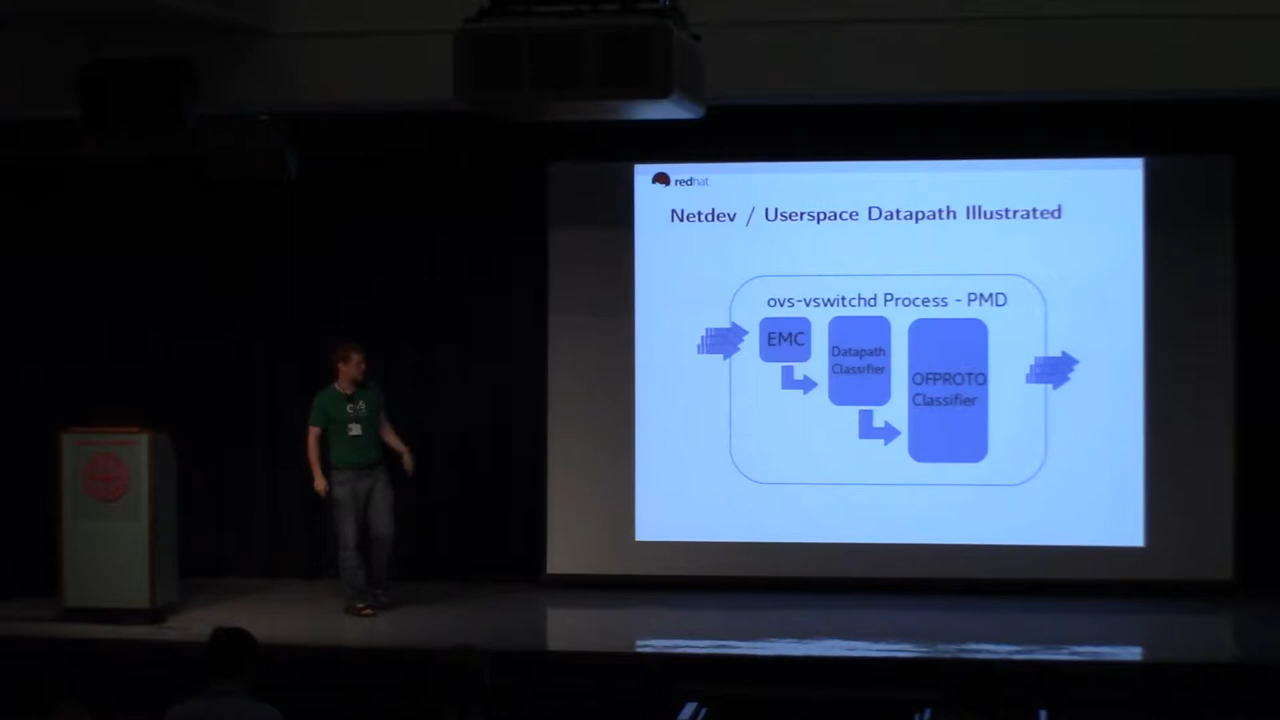 redhat
Netdev / Userspace Datapath Illustrated
ovs-vswitchd Process - PMD
EMC
Datapath
Classifier
OFPROTO
Classifier